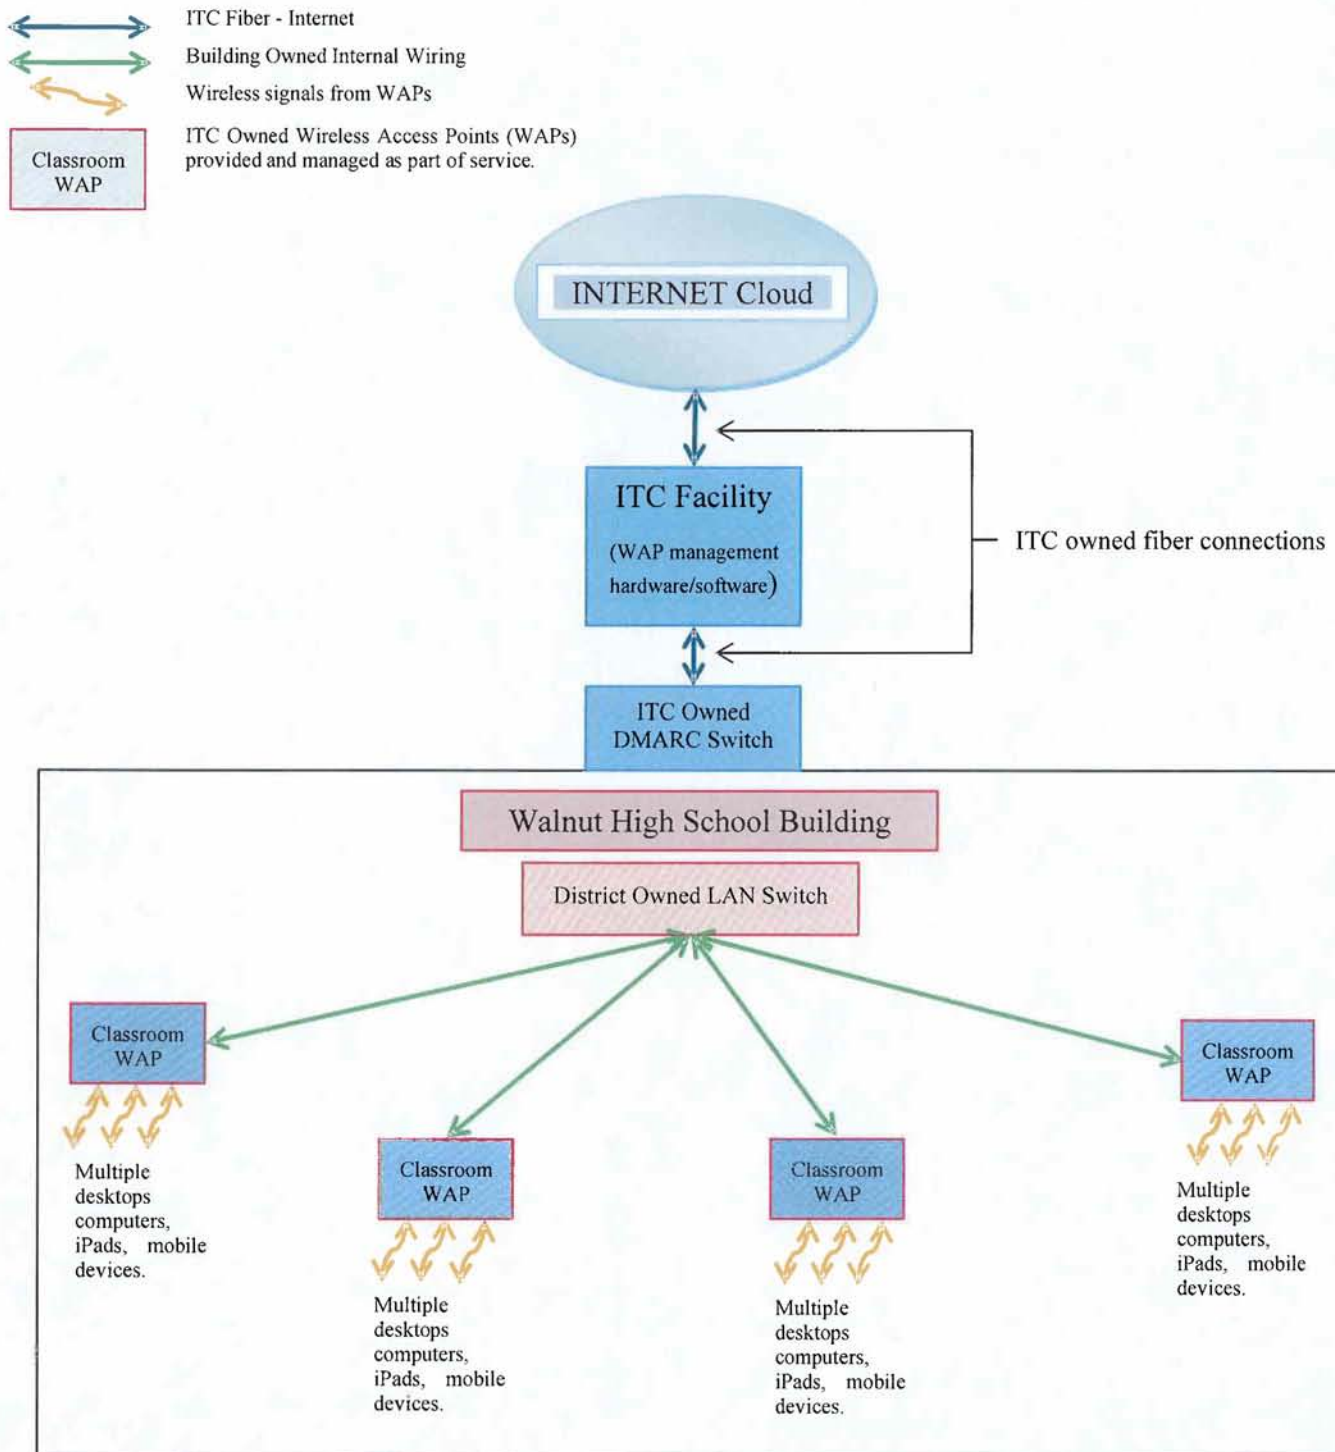 ITC Fiber - Internet
Building Owned Internal Wiring
Wireless signals from WAPs
Classroom
WAP
ITC Owned Wireless Access Points (WAPs)
provided and managed as part of service.
INTERNET Cloud
ITC Facility
(WAP management
hardware/software)
ITC owned fiber connections
ITC Owned
DMARC Switch
Walnut High School Building
District Owned LAN Switch
Classroom
WAP
Multiple
desktops
computers,
iPads, mobile
devices.
Classroom
WAP
Multiple
desktops
computers,
iPads, mobile
devices.
Classroom
WAP
Multiple
desktops
computers,
iPads, mobile
devices.
Classroom
WAP
Multiple
desktops
computers,
iPads, mobile
devices.